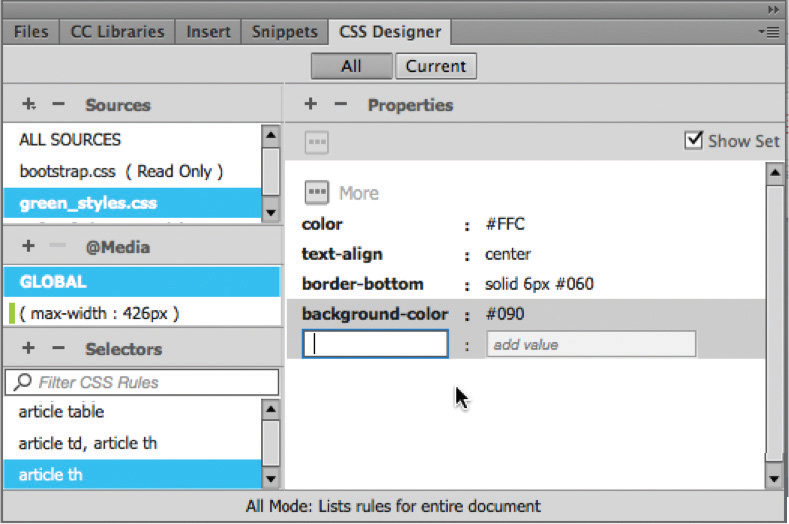 Files CC Libraries Insert Snippets CSS Designer
All Current
+ − Sources
ALL SOURCES
bootstrap.css ( Read Only )
green_styles.css
+ − @Media
GLOBAL
( max-width : 426px )
+ − Selectors
Filter CSS Rules
article table
article td, article th
article th
+ − Properties
Show Set
More
color : #FFC
text-align : center
border-bottom : solid 6px #060
background-color : #090
: add value
All Mode: Lists rules for entire document